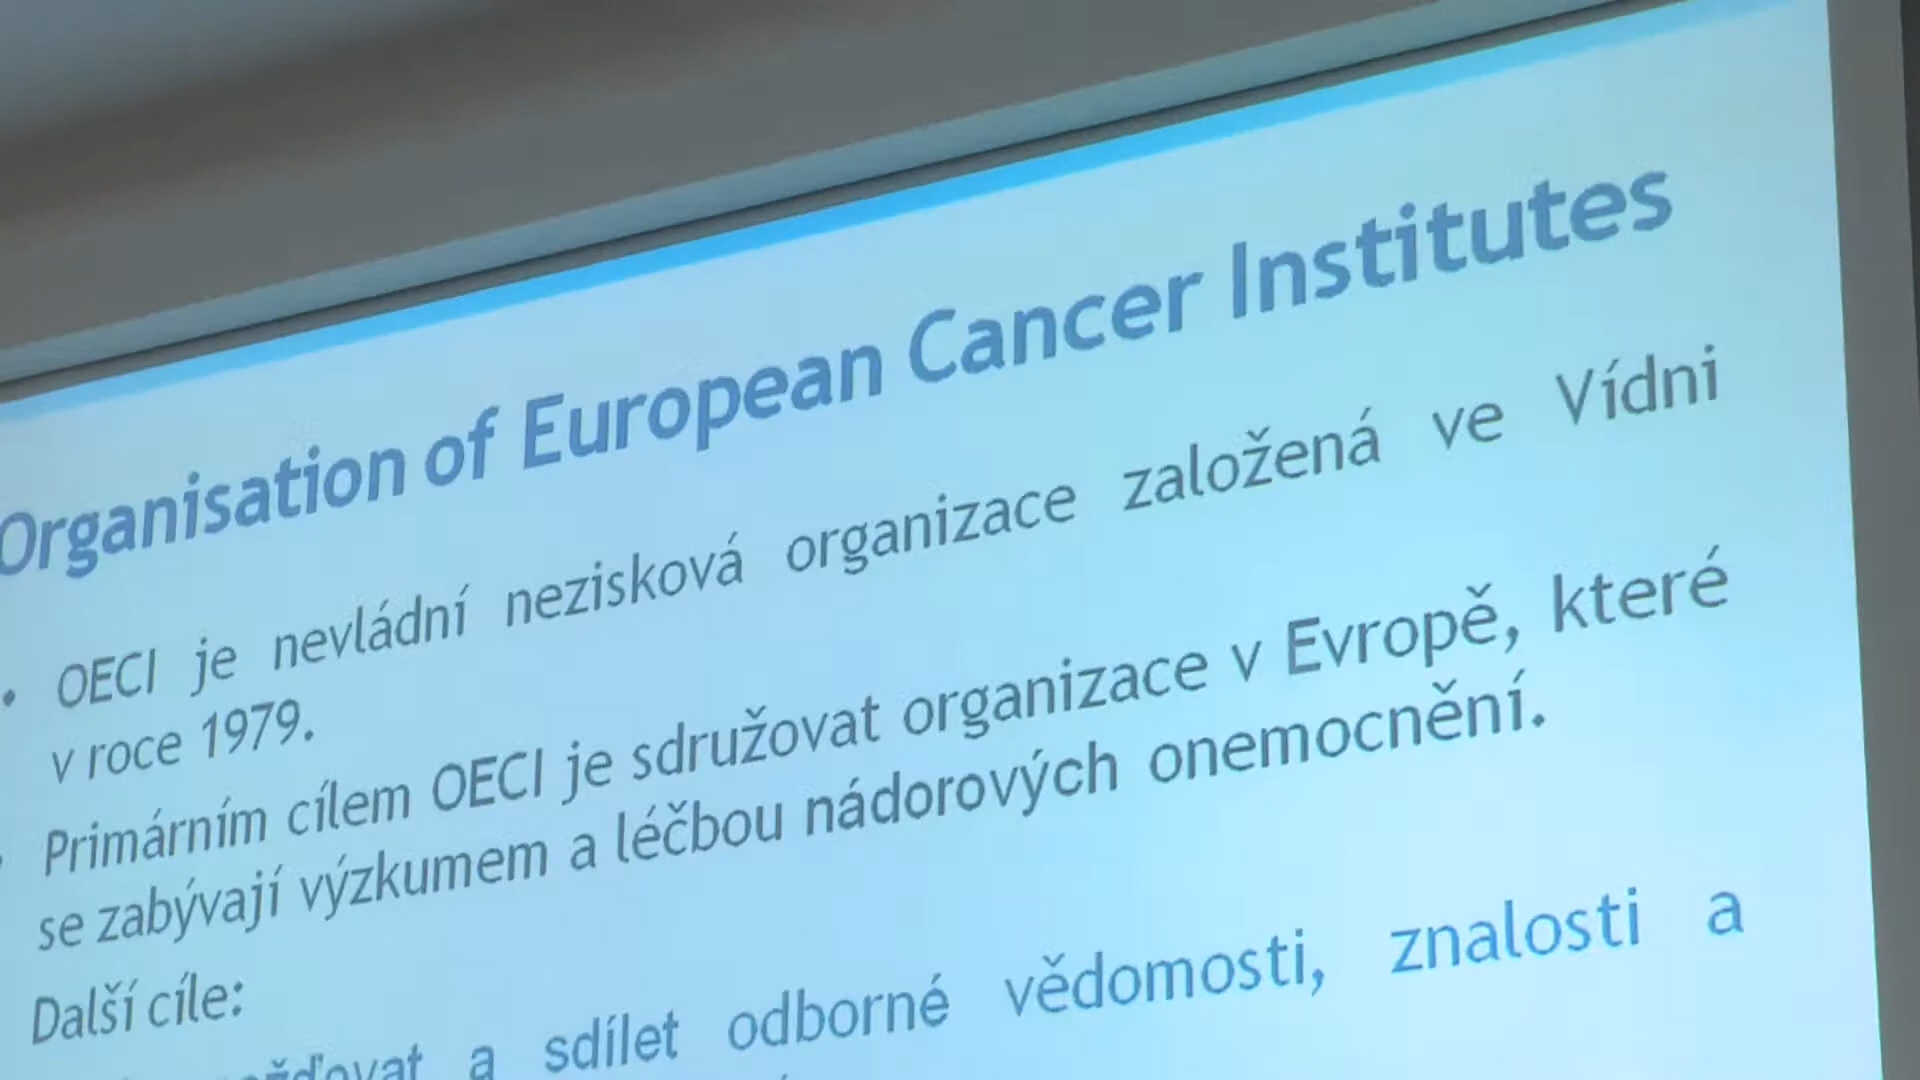 Organisation of European Cancer Institutes
• OECI je nevládní nezisková organizace založená ve Vídni
v roce 1979.
• Primárním cílem OECI je sdružovat organizace v Evropě, které
se zabývají výzkumem a léčbou nádorových onemocnění.
Další cíle:
a sdílet odborné vědomosti, znalosti a